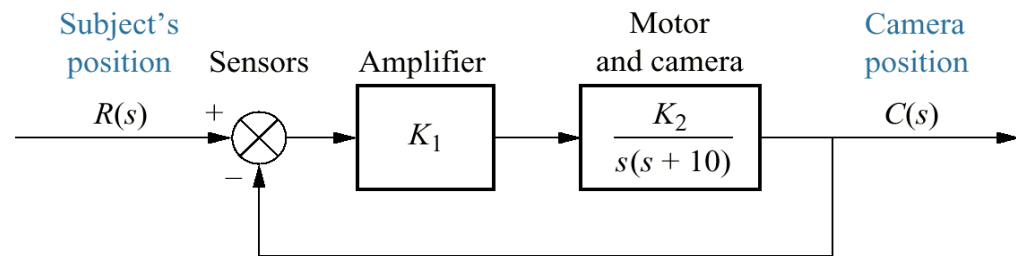 Subject's
position
Sensors
Amplifier
Motor
and camera
Camera
position
R(s)
+
−
K₁
K₂
s(s + 10)
C(s)